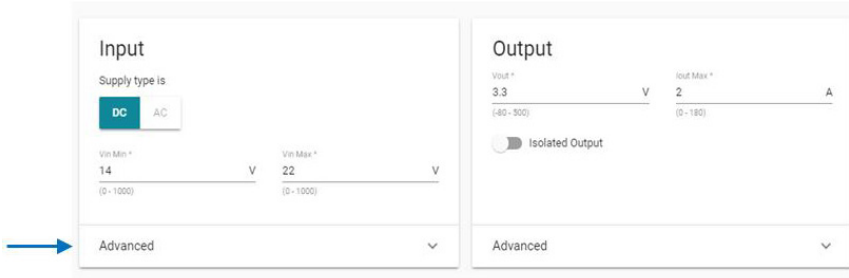 Input
Supply type is
DC AC
Vin Min * Vin Max *
14 V 22 V
(0 - 1000) (0 - 1000)
Advanced
Output
Vout * Iout Max *
3.3 V 2 A
(-80 - 500) (0 - 180)
Isolated Output
Advanced